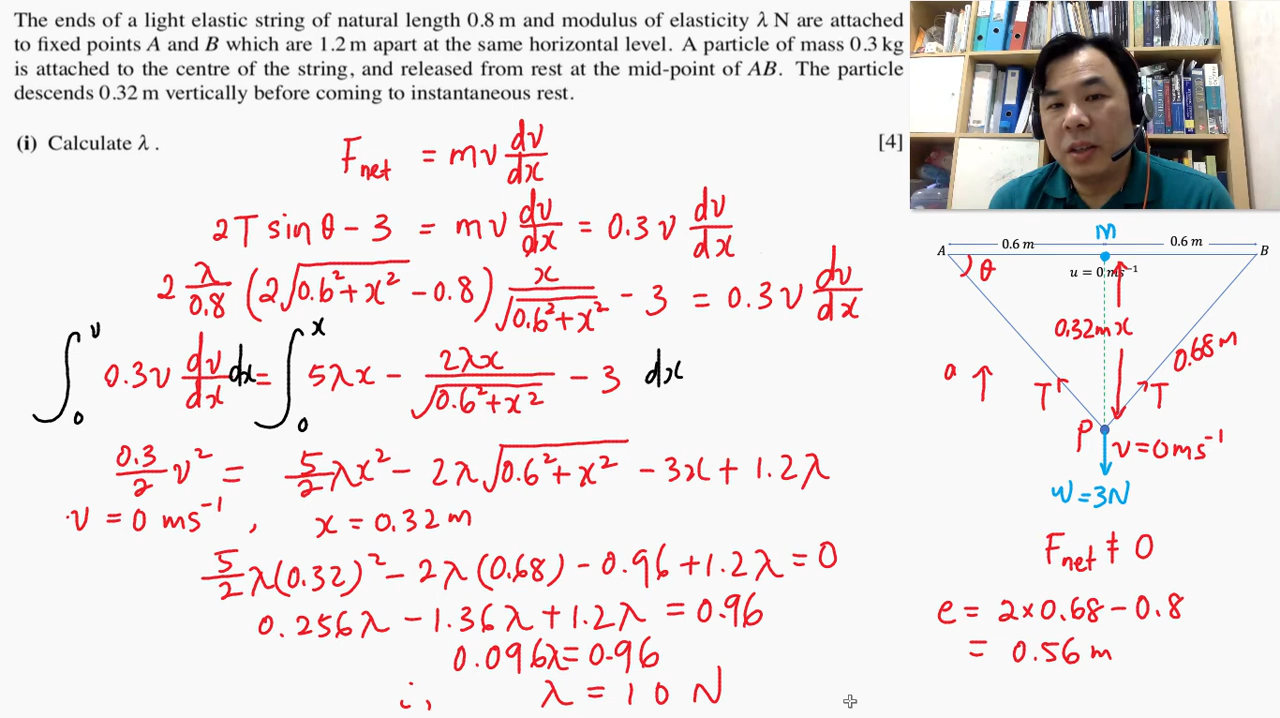 The ends of a light elastic string of natural length 0.8 m and modulus of elasticity λ N are attached
to fixed points A and B which are 1.2 m apart at the same horizontal level. A particle of mass 0.3 kg
is attached to the centre of the string, and released from rest at the mid-point of AB. The particle
descends 0.32 m vertically before coming to instantaneous rest.
(i) Calculate λ . [4]
F_net = mv dv/dx
2T sin θ − 3 = mv dv/dx = 0.3 v dv/dx
2 λ/0.8 (2√(0.6²+x²) − 0.8) x/√(0.6²+x²) − 3 = 0.3 v dv/dx
∫₀^v 0.3v dv/dx dx = ∫₀^x 5λx − 2λx/√(0.6²+x²) − 3 dx
0.3/2 v² = 5/2 λx² − 2λ√(0.6²+x²) − 3x + 1.2λ
v = 0 ms⁻¹ , x = 0.32 m
5/2 λ(0.32)² − 2λ(0.68) − 0.96 + 1.2λ = 0
0.256λ − 1.36λ + 1.2λ = 0.96
0.096λ = 0.96
∴ λ = 10 N
M
A 0.6 m 0.6 m B
θ u = 0 ms⁻¹
0.32m x
0.68m
a T T
P v = 0ms⁻¹
W = 3N
F_net ≠ 0
e = 2×0.68 − 0.8
= 0.56 m